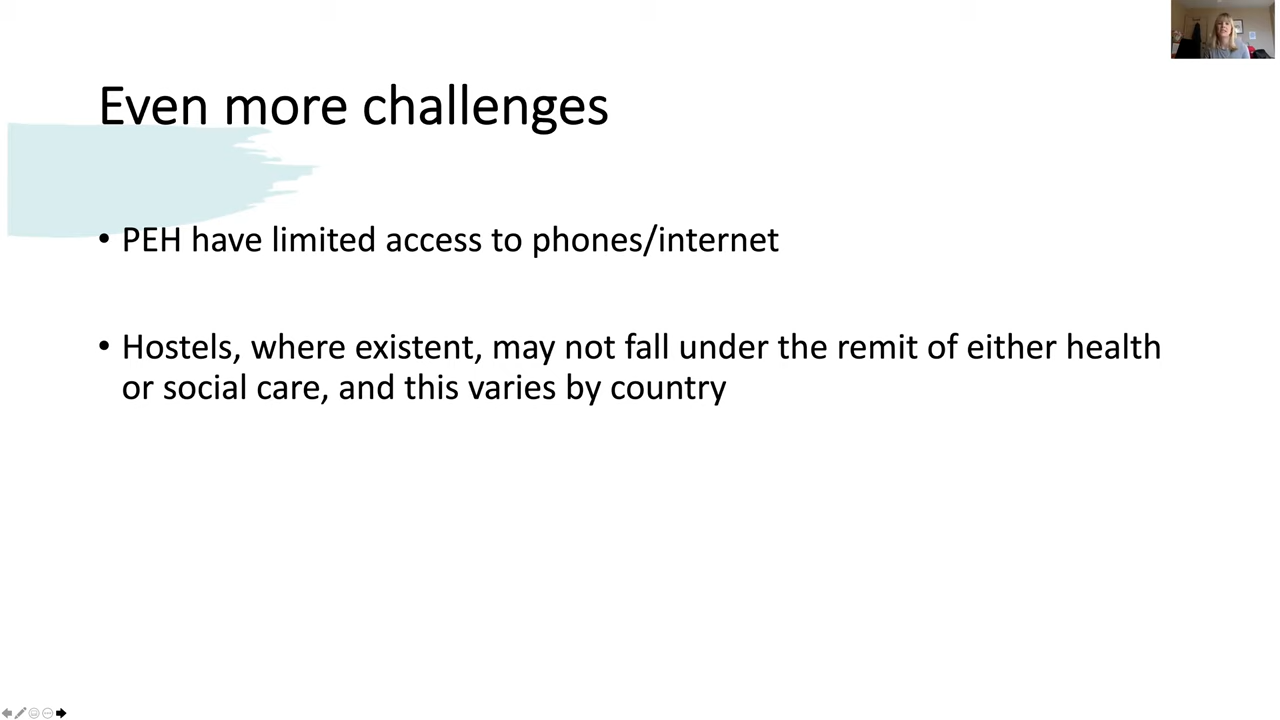 Even more challenges
• PEH have limited access to phones/internet
• Hostels, where existent, may not fall under the remit of either health
or social care, and this varies by country